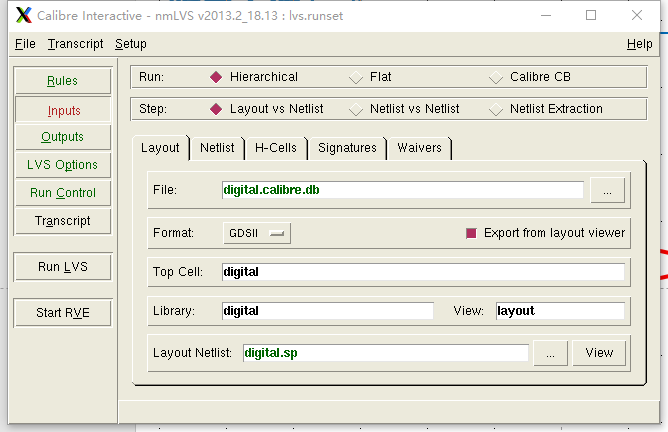 Calibre Interactive - nmLVS v2013.2_18.13 : lvs.runset
File Transcript Setup Help
Rules
Inputs
Outputs
LVS Options
Run Control
Transcript
Run LVS
Start RVE
Run: Hierarchical Flat Calibre CB
Step: Layout vs Netlist Netlist vs Netlist Netlist Extraction
Layout Netlist H-Cells Signatures Waivers
File: digital.calibre.db ...
Format: GDSII Export from layout viewer
Top Cell: digital
Library: digital View: layout
Layout Netlist: digital.sp ... View